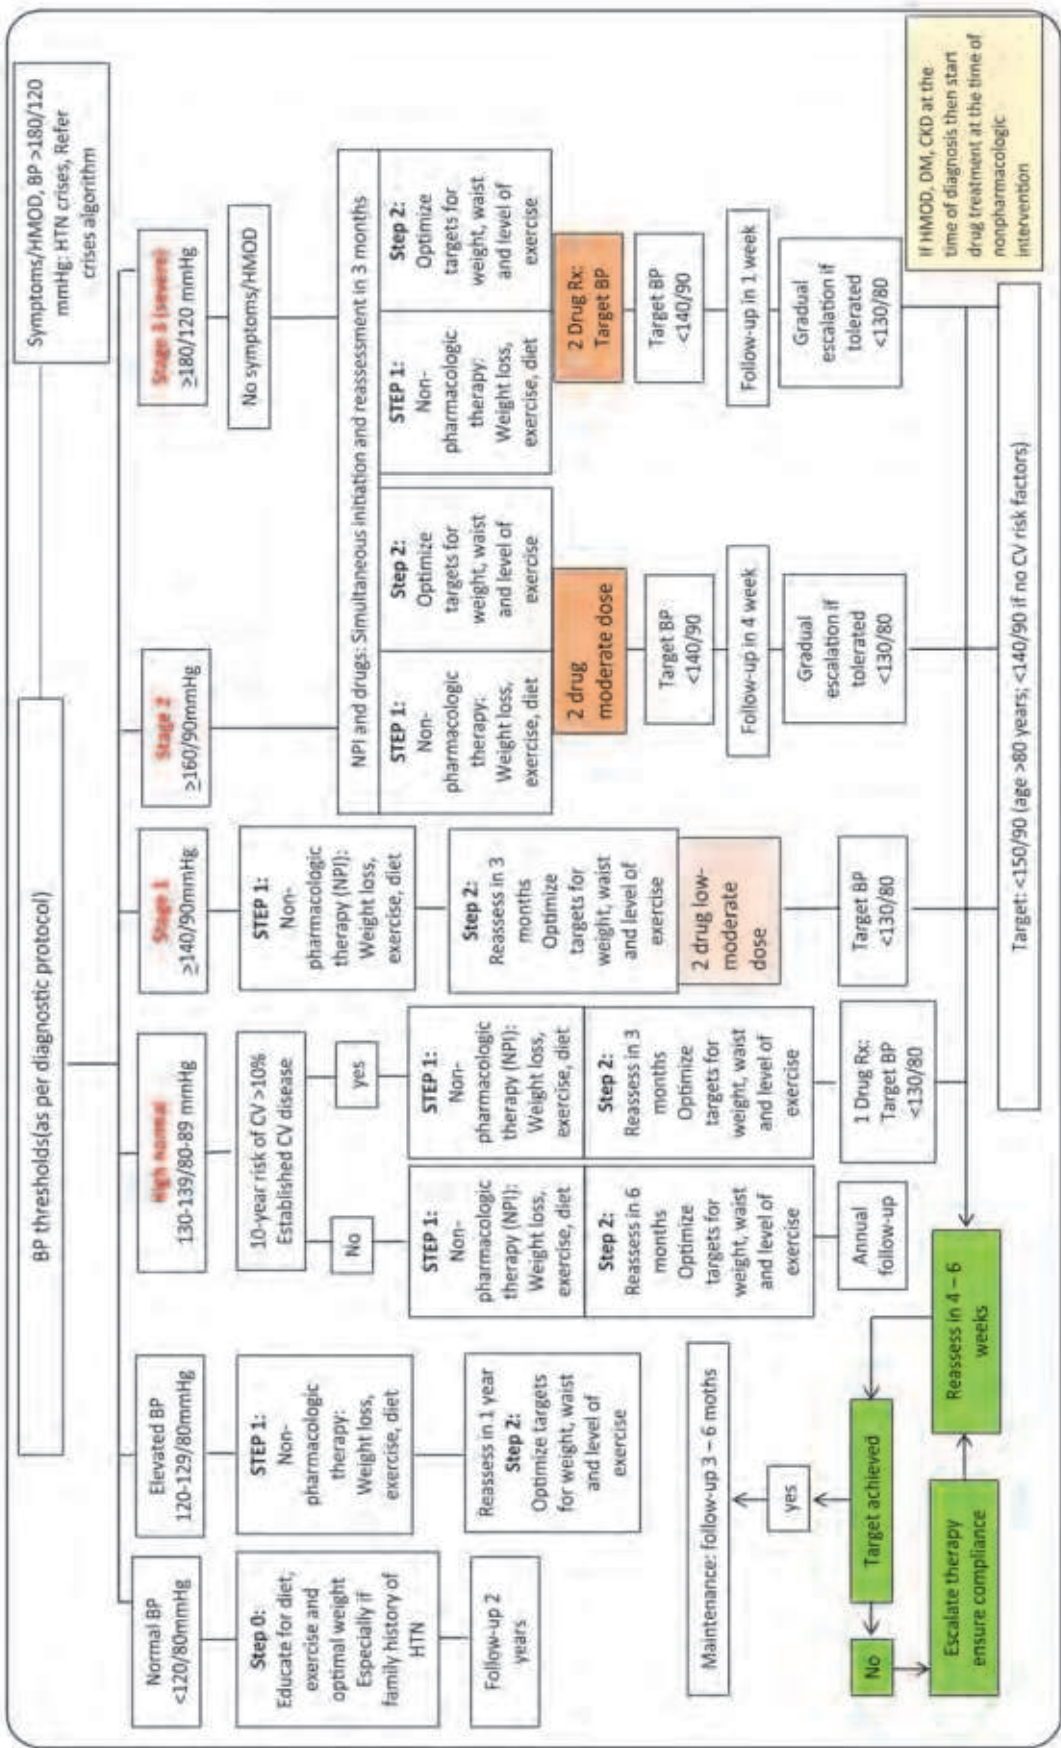 BP thresholds(as per diagnostic protocol)
Symptoms/HMOD, BP >180/120
mmHg: HTN crises, Refer
crises algorithm
Normal BP
<120/80mmHg
Step 0:
Educate for diet,
exercise and
optimal weight
Especially if
family history of
HTN
Follow-up 2
years
Elevated BP
120-129/80mmHg
STEP 1:
Non-
pharmacologic
therapy:
Weight loss,
exercise, diet
Reassess in 1 year
Step 2:
Optimize targets
for weight, waist
and level of
exercise
High normal
130-139/80-89 mmHg
10-year risk of CV >10%
Established CV disease
No
STEP 1:
Non-
pharmacologic
therapy (NPI):
Weight loss,
exercise, diet
Step 2:
Reassess in 6
months
Optimize
targets for
weight, waist
and level of
exercise
Annual
follow-up
yes
STEP 1:
Non-
pharmacologic
therapy (NPI):
Weight loss,
exercise, diet
Step 2:
Reassess in 3
months
Optimize
targets for
weight, waist
and level of
exercise
1 Drug Rx:
Target BP
<130/80
Stage 1
≥140/90mmHg
STEP 1:
Non-
pharmacologic
therapy (NPI):
Weight loss,
exercise, diet
Step 2:
Reassess in 3
months
Optimize
targets for
weight, waist
and level of
exercise
2 drug low-
moderate
dose
Target BP
<130/80
Stage 2
≥160/90mmHg
Stage 3 (severe)
≥180/120 mmHg
No symptoms/HMOD
NPI and drugs: Simultaneous initiation and reassessment in 3 months
STEP 1:
Non-
pharmacologic
therapy:
Weight loss,
exercise, diet
Step 2:
Optimize
targets for
weight, waist
and level of
exercise
2 drug
moderate dose
Target BP
<140/90
Follow-up in 4 week
Gradual
escalation if
tolerated
<130/80
STEP 1:
Non-
pharmacologic
therapy:
Weight loss,
exercise, diet
Step 2:
Optimize
targets for
weight, waist
and level of
exercise
2 Drug Rx:
Target BP
Target BP
<140/90
Follow-up in 1 week
Gradual
escalation if
tolerated
<130/80
If HMOD, DM, CKD at the
time of diagnosis then start
drug treatment at the time of
nonpharmacologic
intervention
Target: <150/90 (age >80 years; <140/90 if no CV risk factors)
Reassess in 4 – 6
weeks
Target achieved
yes
Maintenance: follow-up 3 – 6 moths
No
Escalate therapy
ensure compliance